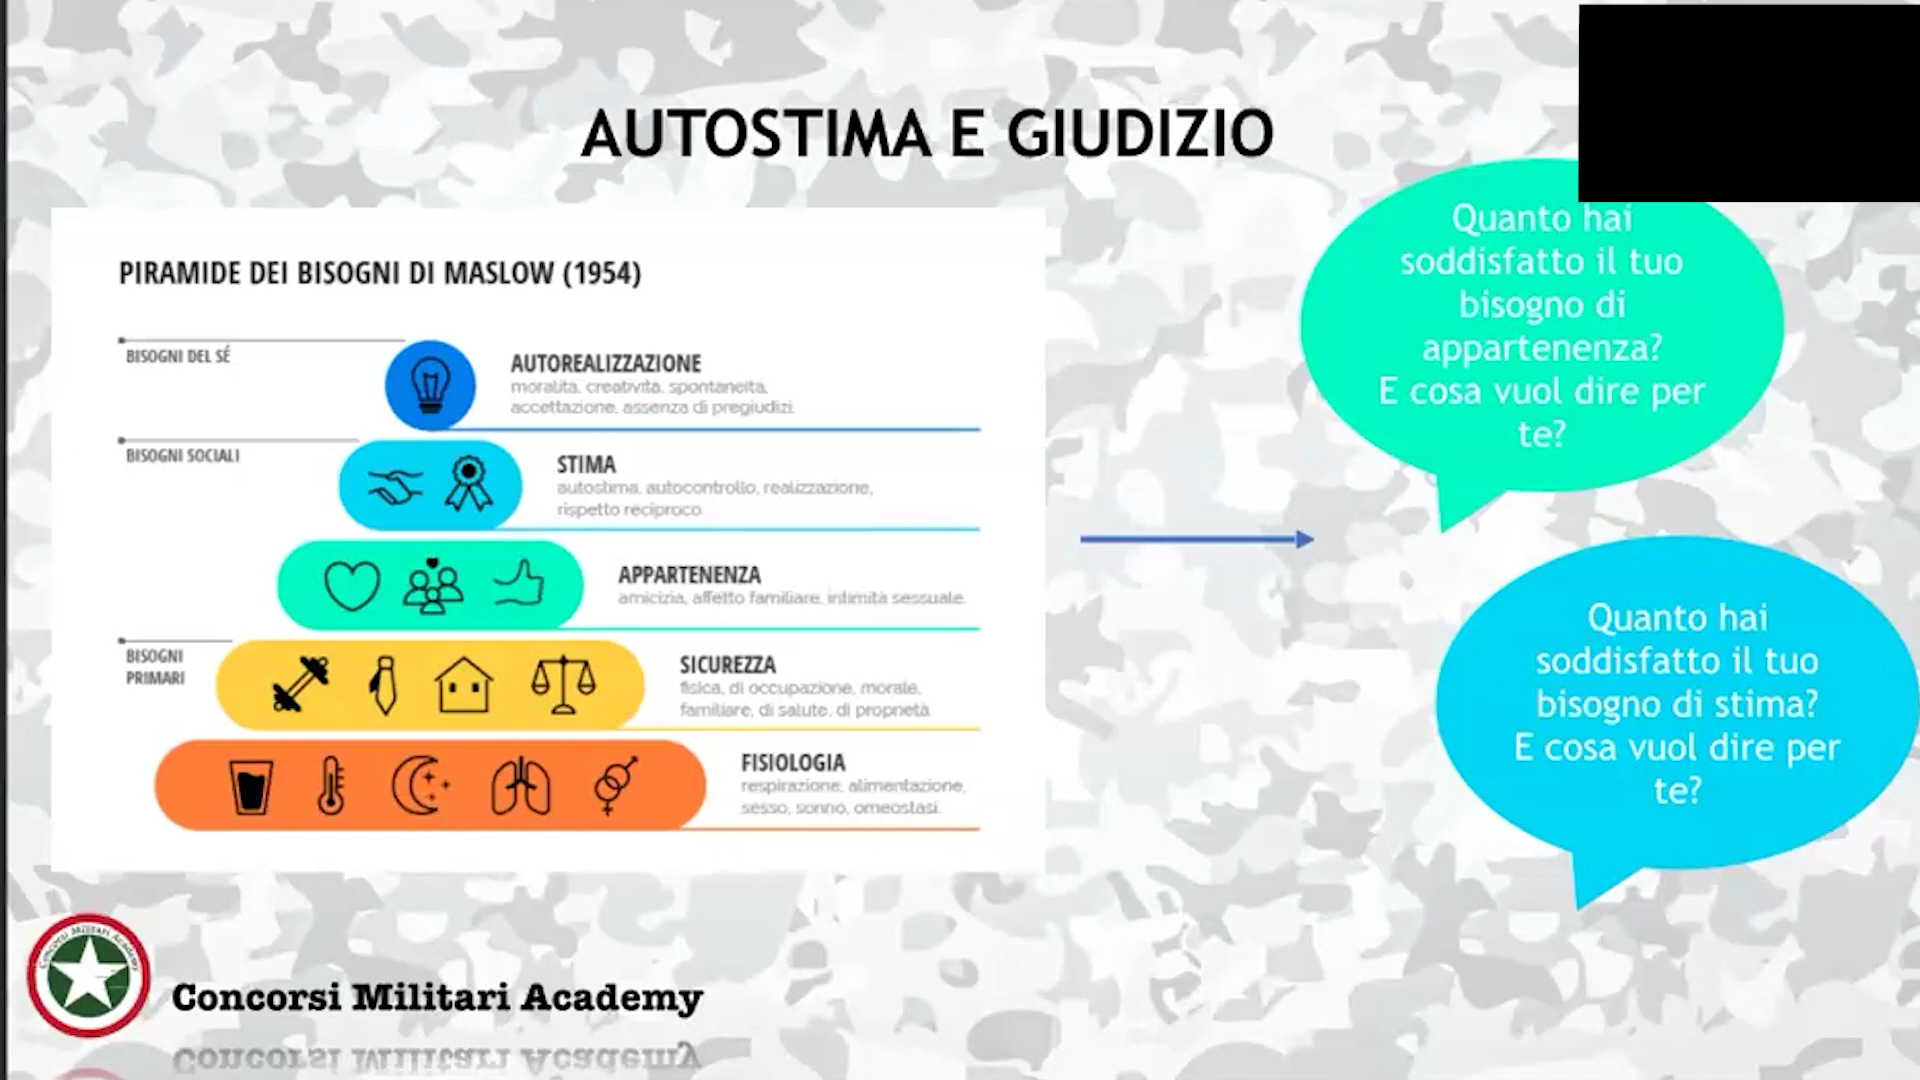 AUTOSTIMA E GIUDIZIO
PIRAMIDE DEI BISOGNI DI MASLOW (1954)
BISOGNI DEL SÉ
AUTOREALIZZAZIONE
moralità, creatività, spontaneità,
accettazione, assenza di pregiudizi.
BISOGNI SOCIALI
STIMA
autostima, autocontrollo, realizzazione,
rispetto reciproco
APPARTENENZA
amicizia, affetto familiare, intimità sessuale.
BISOGNI
PRIMARI
SICUREZZA
fisica, di occupazione, morale,
familiare, di salute, di proprietà.
FISIOLOGIA
respirazione, alimentazione,
sesso, sonno, omeostasi.
Quanto hai
soddisfatto il tuo
bisogno di
appartenenza?
E cosa vuol dire per
te?
Quanto hai
soddisfatto il tuo
bisogno di stima?
E cosa vuol dire per
te?
Concorsi Militari Academy
Concorsi Militari Academy